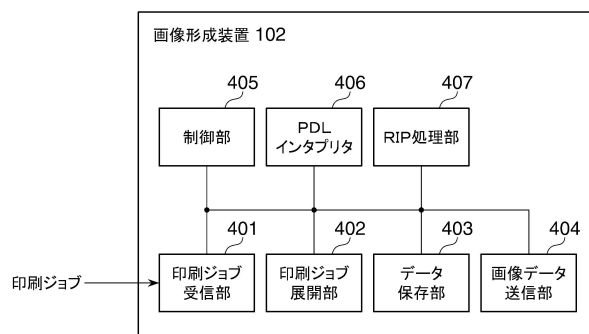 画像形成装置 102
405
406
407
制御部
PDL
インタプリタ
RIP処理部
401
402
403
404
印刷ジョブ
印刷ジョブ
受信部
印刷ジョブ
展開部
データ
保存部
画像データ
送信部